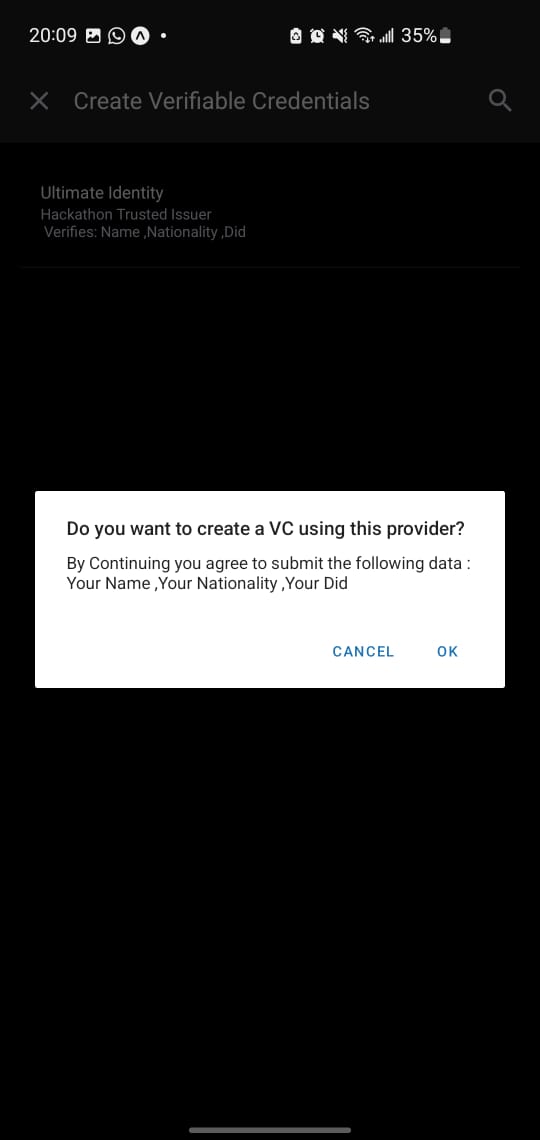 20:09 35%
Create Verifiable Credentials
Ultimate Identity
Hackathon Trusted Issuer
Verifies: Name ,Nationality ,Did
Do you want to create a VC using this provider?
By Continuing you agree to submit the following data :
Your Name ,Your Nationality ,Your Did
CANCEL OK